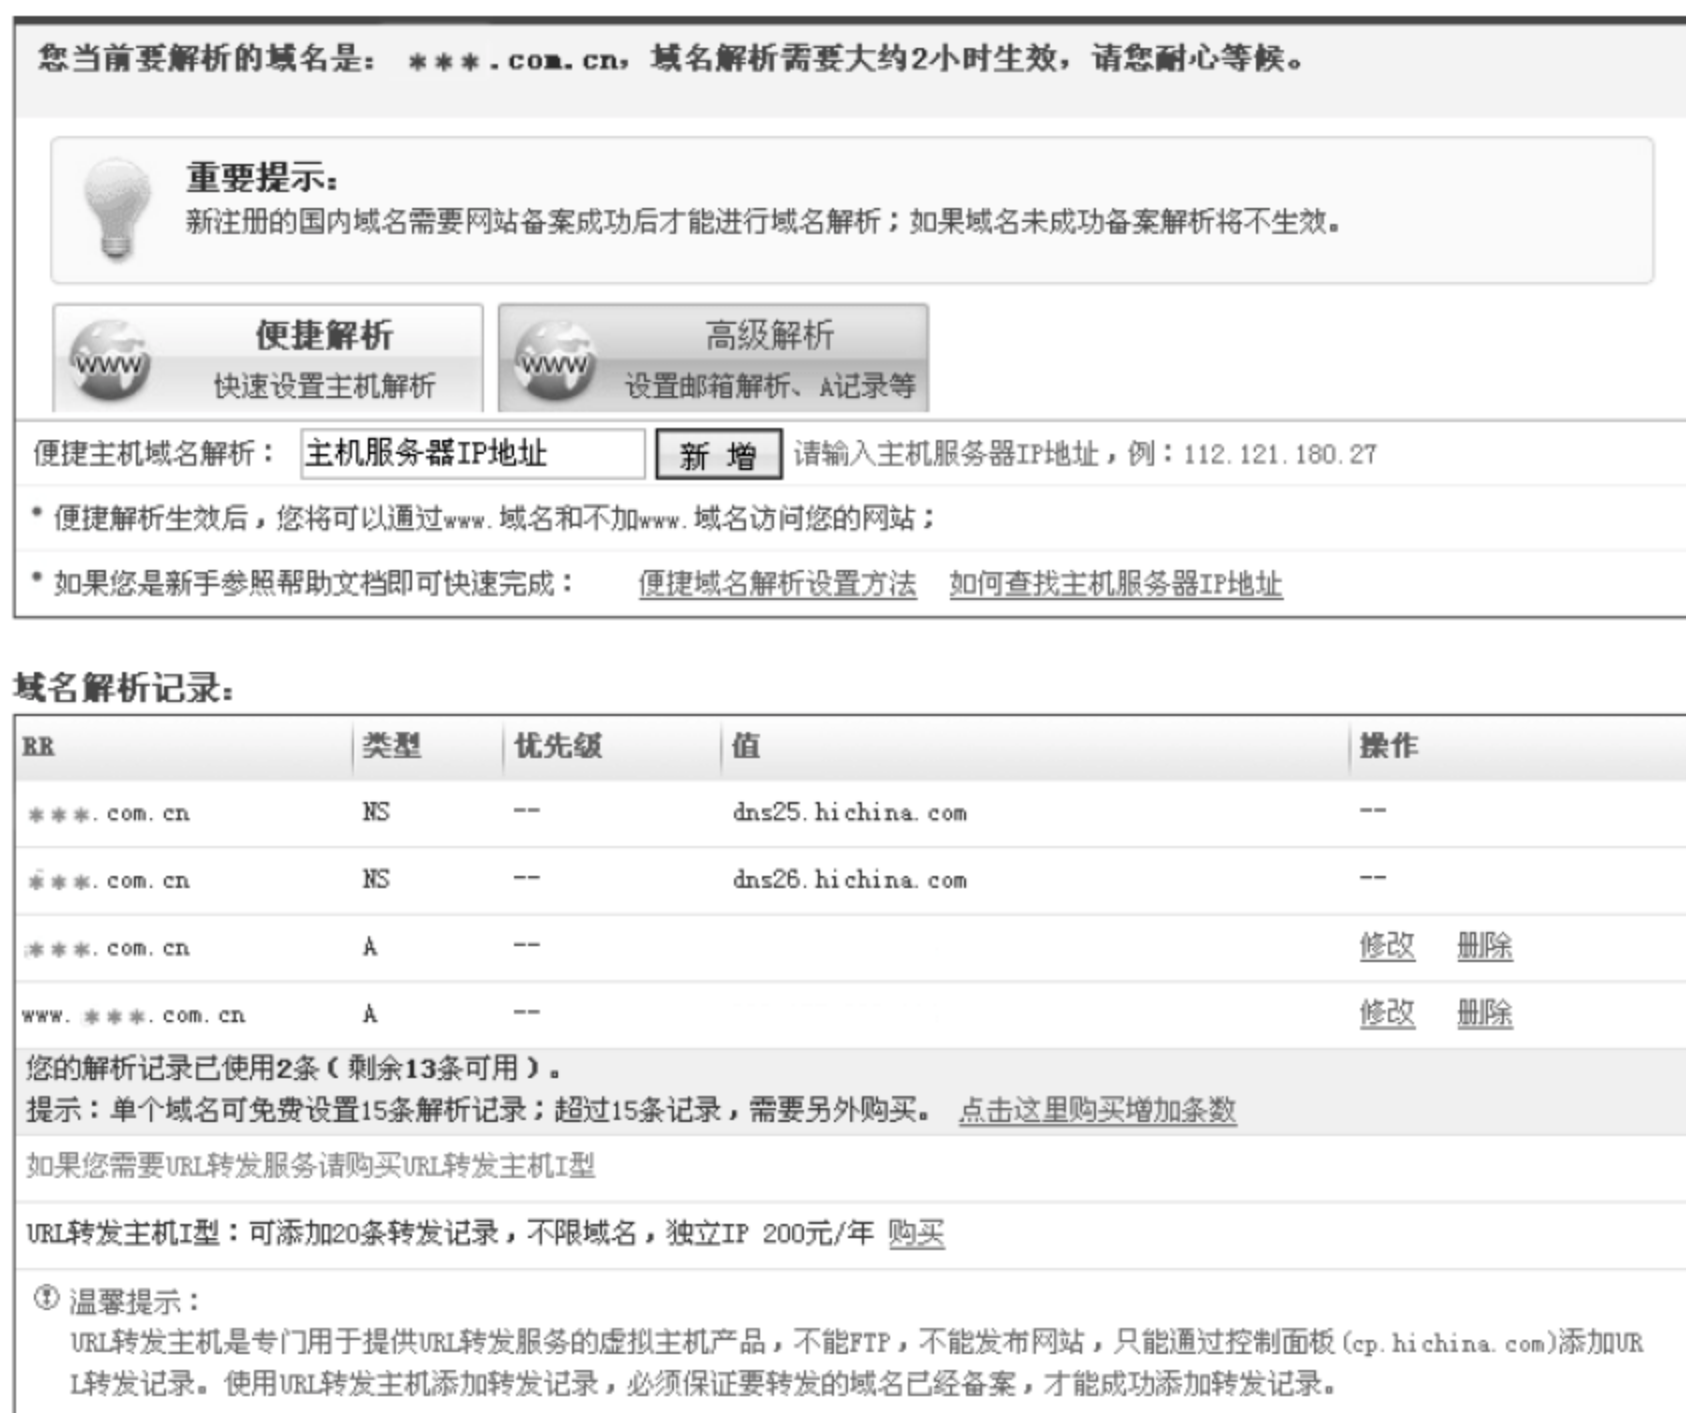 您当前要解析的域名是： ***.com.cn，域名解析需要大约2小时生效，请您耐心等候。
重要提示：
新注册的国内域名需要网站备案成功后才能进行域名解析；如果域名未成功备案解析将不生效。
www 便捷解析
快速设置主机解析
www 高级解析
设置邮箱解析、A记录等
便捷主机域名解析： 主机服务器IP地址 新 增 请输入主机服务器IP地址，例：112.121.180.27
* 便捷解析生效后，您将可以通过www.域名和不加www.域名访问您的网站；
* 如果您是新手参照帮助文档即可快速完成： 便捷域名解析设置方法 如何查找主机服务器IP地址
域名解析记录：
RR 类型 优先级 值 操作
***.com.cn NS -- dns25.hichina.com --
***.com.cn NS -- dns26.hichina.com --
***.com.cn A -- 修改 删除
www.***.com.cn A -- 修改 删除
您的解析记录已使用2条（剩余13条可用）。
提示：单个域名可免费设置15条解析记录；超过15条记录，需要另外购买。 点击这里购买增加条数
如果您需要URL转发服务请购买URL转发主机I型
URL转发主机I型：可添加20条转发记录，不限域名，独立IP 200元/年 购买
温馨提示：
URL转发主机是专门用于提供URL转发服务的虚拟主机产品，不能FTP，不能发布网站，只能通过控制面板(cp.hichina.com)添加UR
L转发记录。使用URL转发主机添加转发记录，必须保证要转发的域名已经备案，才能成功添加转发记录。